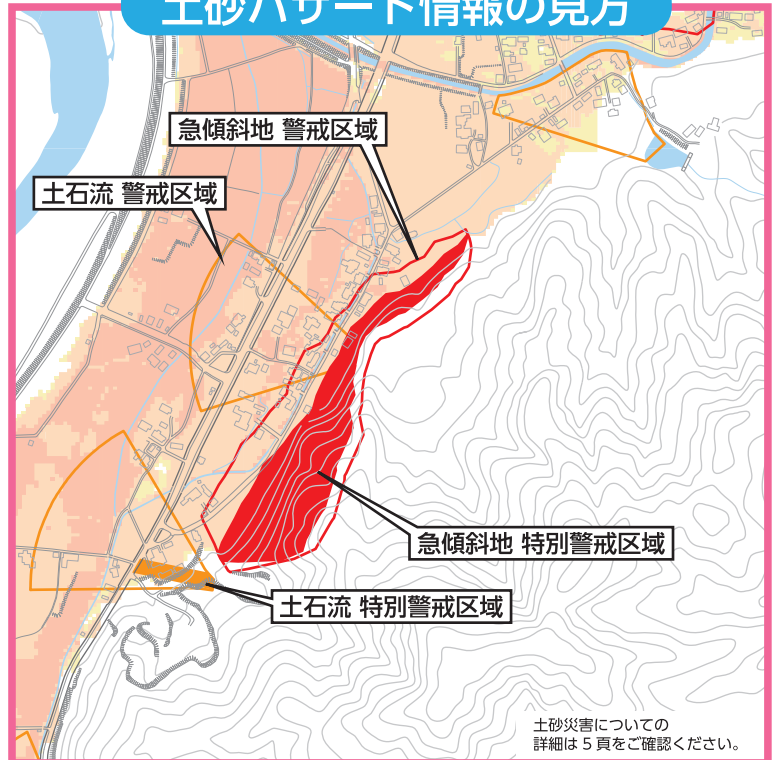 土砂ハザード情報の見方
急傾斜地 警戒区域
土石流 警戒区域
急傾斜地 特別警戒区域
土石流 特別警戒区域
土砂災害についての
詳細は 5 頁をご確認ください。